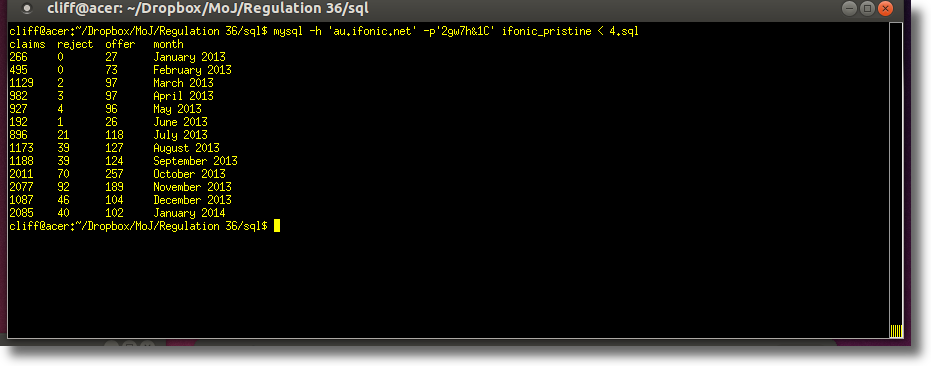 cliff@acer: ~/Dropbox/MoJ/Regulation 36/sql
cliff@acer:~/Dropbox/MoJ/Regulation 36/sql$ mysql -h 'au.ifonic.net' -p'2gw7h&1C' ifonic_pristine < 4.sql
claims reject offer month
266 0 27 January 2013
495 0 73 February 2013
1129 2 97 March 2013
982 3 97 April 2013
927 4 96 May 2013
192 1 26 June 2013
896 21 118 July 2013
1173 39 127 August 2013
1188 39 124 September 2013
2011 70 257 October 2013
2077 92 189 November 2013
1087 46 104 December 2013
2085 40 102 January 2014
cliff@acer:~/Dropbox/MoJ/Regulation 36/sql$